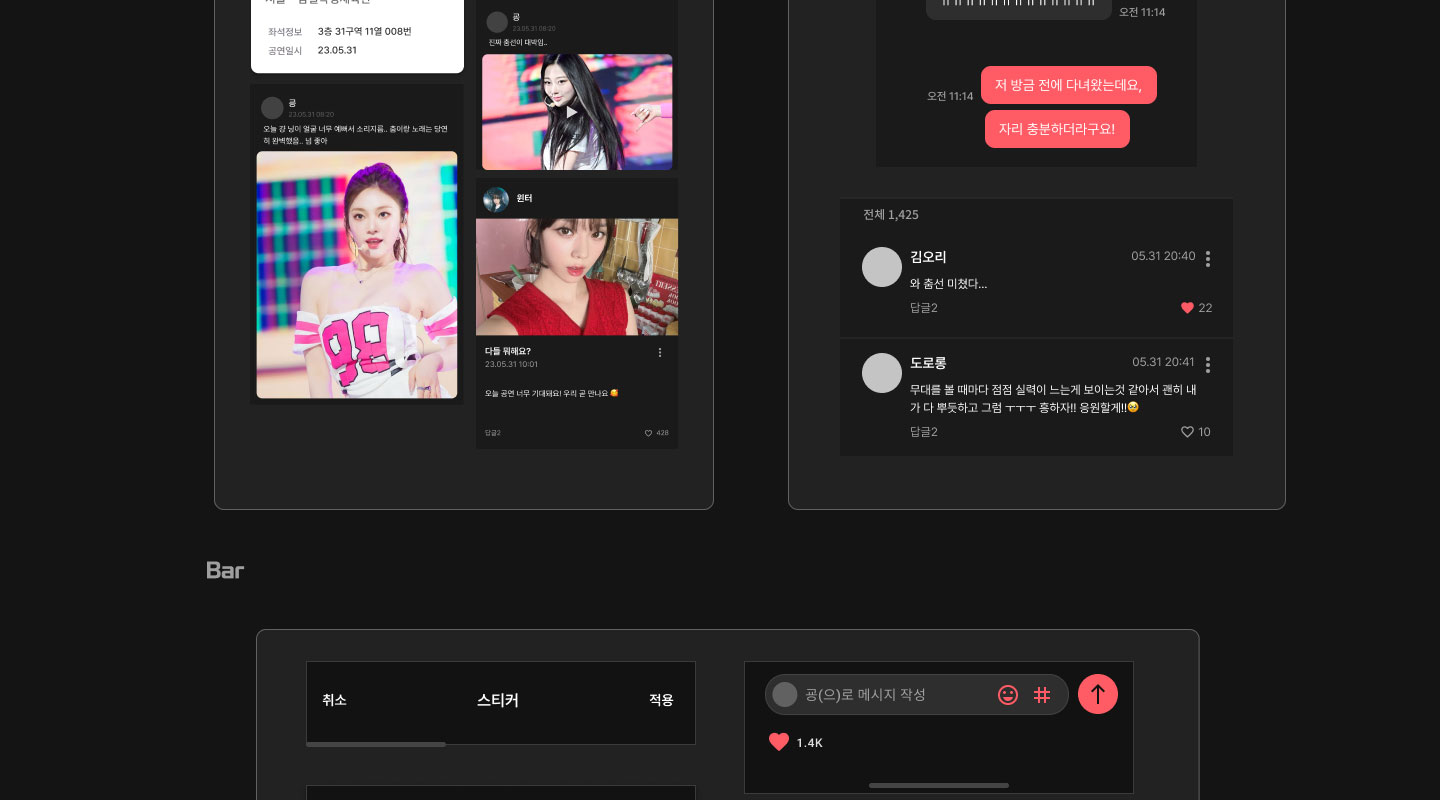 좌석정보 3층 31구역 11열 008번
공연일시 23.05.31
굥
23.05.31 08:20
오늘 걍 닝이 얼굴 너무 예뻐서 소리지름.. 춤이랑 노래는 당연
히 완벽했음.. 넘 좋아
굥
23.05.31 08:20
진짜 춤선이 대박임..
윈터
다들 뭐해요?
23.05.31 10:01
오늘 공연 너무 기대돼요! 우리 곧 만나요 🥰
답글2
428
오전 11:14
오전 11:14 저 방금 전에 다녀왔는데요,
자리 충분하더라구요!
전체 1,425
김오리 05.31 20:40
와 춤선 미쳤다...
답글2 22
도로롱 05.31 20:41
무대를 볼 때마다 점점 실력이 느는게 보이는것 같아서 괜히 내
가 다 뿌듯하고 그럼 ㅜㅜㅜ 흥하자!! 응원할게!!🥹
답글2 10
Bar
취소 스티커 적용
굥(으)로 메시지 작성
1.4K